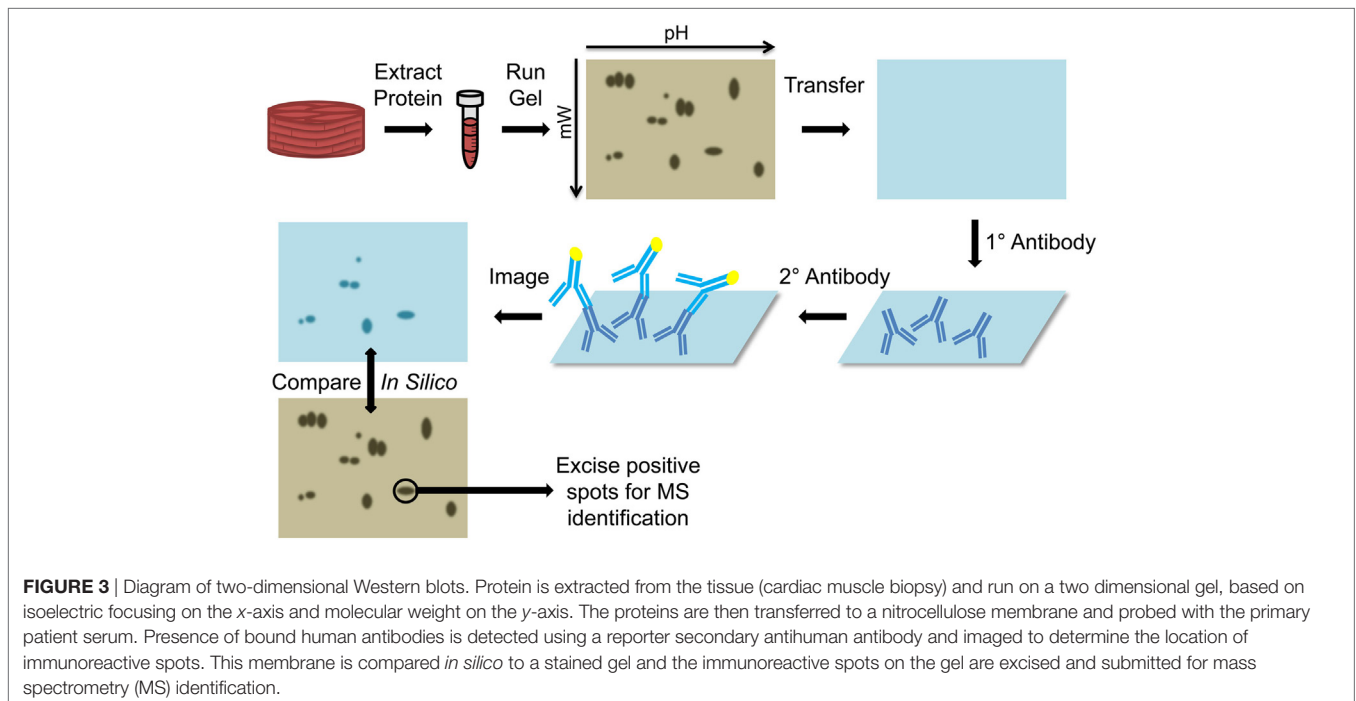 pH
Extract
Protein
Run
Gel
mW
Transfer
1° Antibody
2° Antibody
Image
Compare
In Silico
Excise positive
spots for MS
identification
FIGURE 3 | Diagram of two-dimensional Western blots. Protein is extracted from the tissue (cardiac muscle biopsy) and run on a two dimensional gel, based on
isoelectric focusing on the x-axis and molecular weight on the y-axis. The proteins are then transferred to a nitrocellulose membrane and probed with the primary
patient serum. Presence of bound human antibodies is detected using a reporter secondary antihuman antibody and imaged to determine the location of
immunoreactive spots. This membrane is compared in silico to a stained gel and the immunoreactive spots on the gel are excised and submitted for mass
spectrometry (MS) identification.